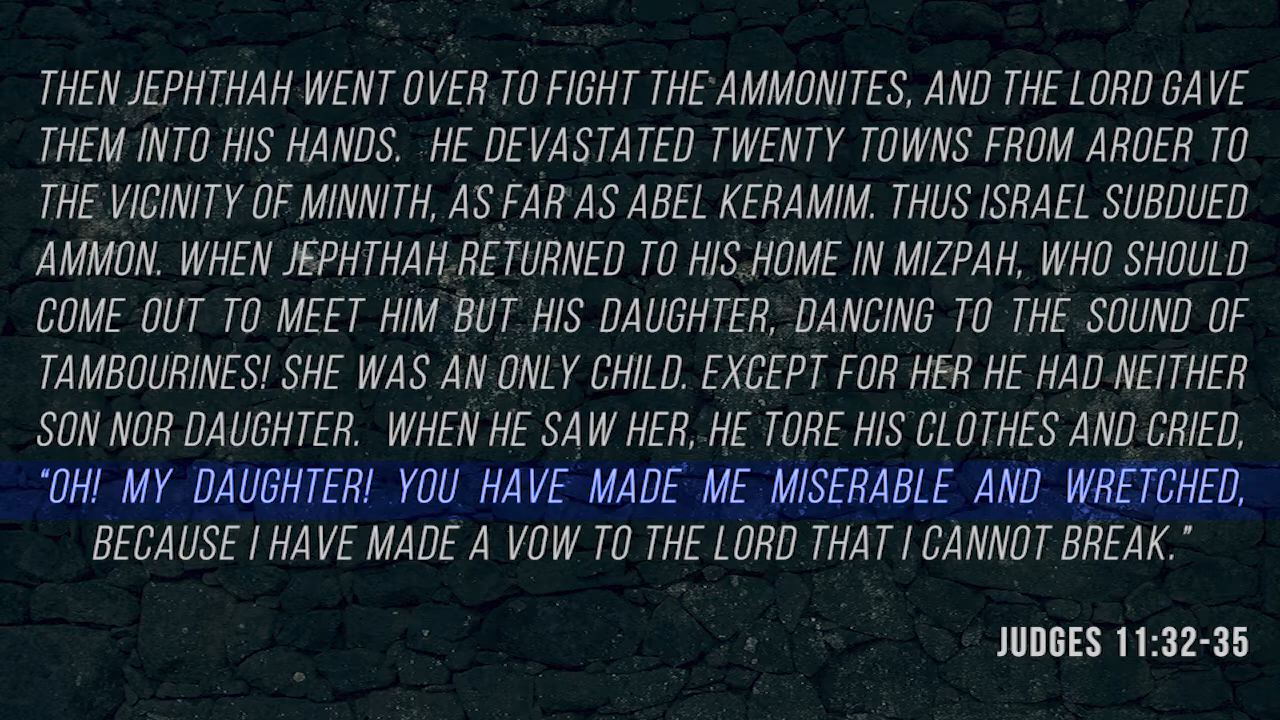 THEN JEPHTHAH WENT OVER TO FIGHT THE AMMONITES, AND THE LORD GAVE
THEM INTO HIS HANDS.  HE DEVASTATED TWENTY TOWNS FROM AROER TO
THE VICINITY OF MINNITH, AS FAR AS ABEL KERAMIM. THUS ISRAEL SUBDUED
AMMON. WHEN JEPHTHAH RETURNED TO HIS HOME IN MIZPAH, WHO SHOULD
COME OUT TO MEET HIM BUT HIS DAUGHTER, DANCING TO THE SOUND OF
TAMBOURINES! SHE WAS AN ONLY CHILD. EXCEPT FOR HER HE HAD NEITHER
SON NOR DAUGHTER.  WHEN HE SAW HER, HE TORE HIS CLOTHES AND CRIED,
“OH! MY DAUGHTER! YOU HAVE MADE ME MISERABLE AND WRETCHED,
BECAUSE I HAVE MADE A VOW TO THE LORD THAT I CANNOT BREAK.”
JUDGES 11:32-35